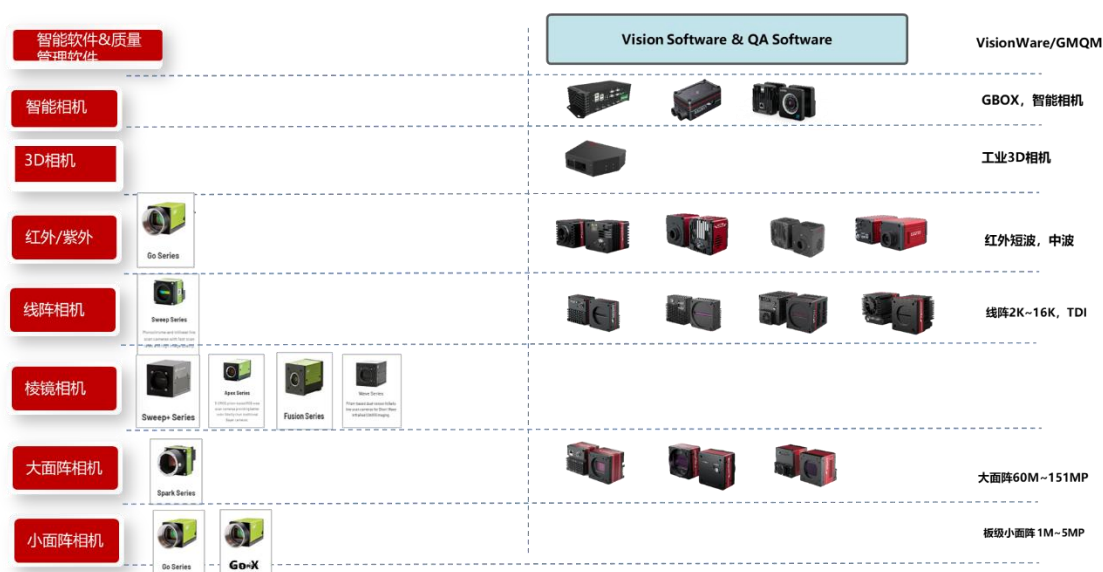 智能软件&质量
管理软件
Vision Software & QA Software
VisionWare/GMQM
智能相机
GBOX，智能相机
3D相机
工业3D相机
红外/紫外
Go Series
红外短波，中波
线阵相机
Sweep Series
线阵2K~16K，TDI
棱镜相机
Sweep+ Series
Apex Series
Fusion Series
Wave Series
大面阵相机
Spark Series
大面阵60M~151MP
小面阵相机
Go Series
GO-X
板级小面阵 1M~5MP